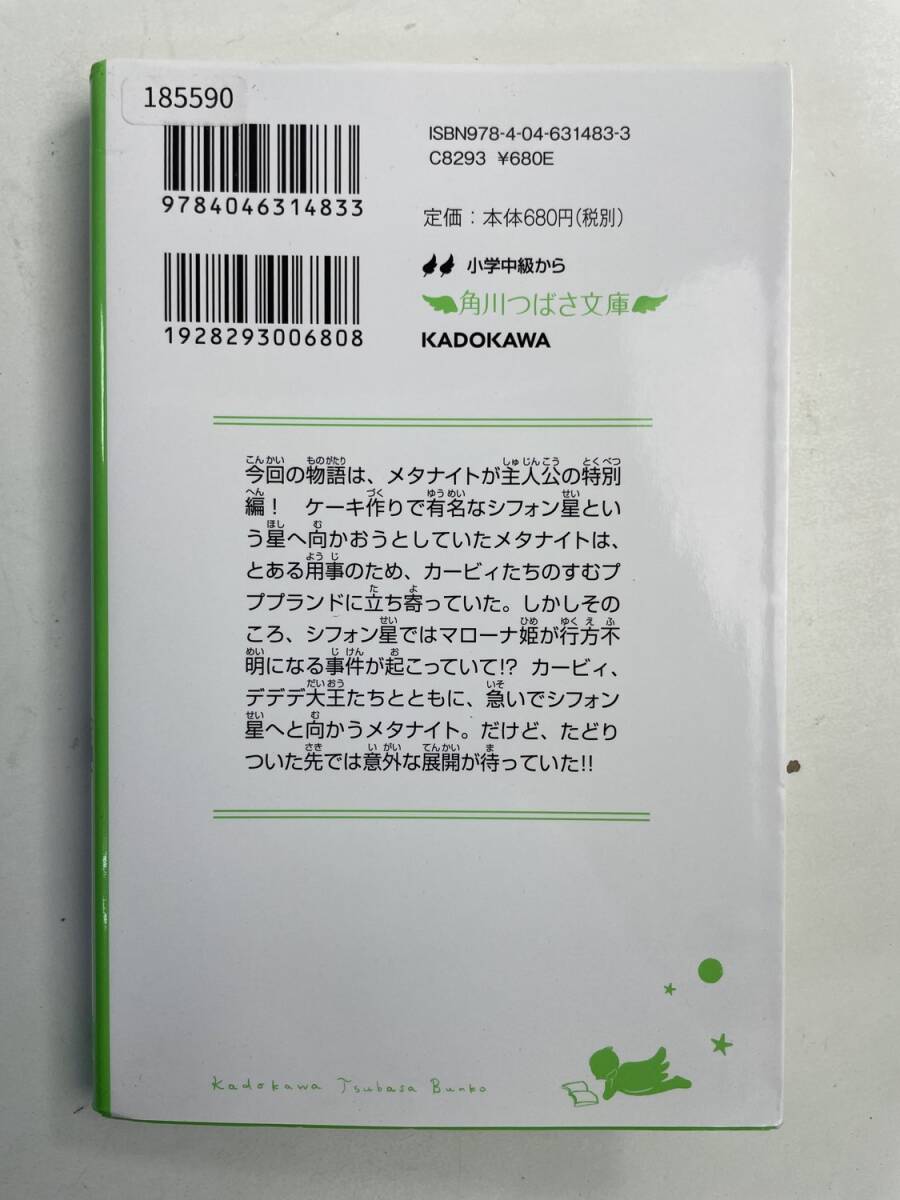 185590
9784046314833
1928293006808
ISBN978-4-04-631483-3
C8293 ¥680E
定価：本体680円（税別）
小学中級から
角川つばさ文庫
KADOKAWA
今回の物語は、メタナイトが主人公の特別
編！　ケーキ作りで有名なシフォン星とい
う星へ向かおうとしていたメタナイトは、
とある用事のため、カービィたちのすむプ
ププランドに立ち寄っていた。しかしその
ころ、シフォン星ではマローナ姫が行方不
明になる事件が起こっていて!?　カービィ、
デデデ大王たちとともに、急いでシフォン
星へと向かうメタナイト。だけど、たどり
ついた先では意外な展開が待っていた!!
Kadokawa Tsubasa Bunko